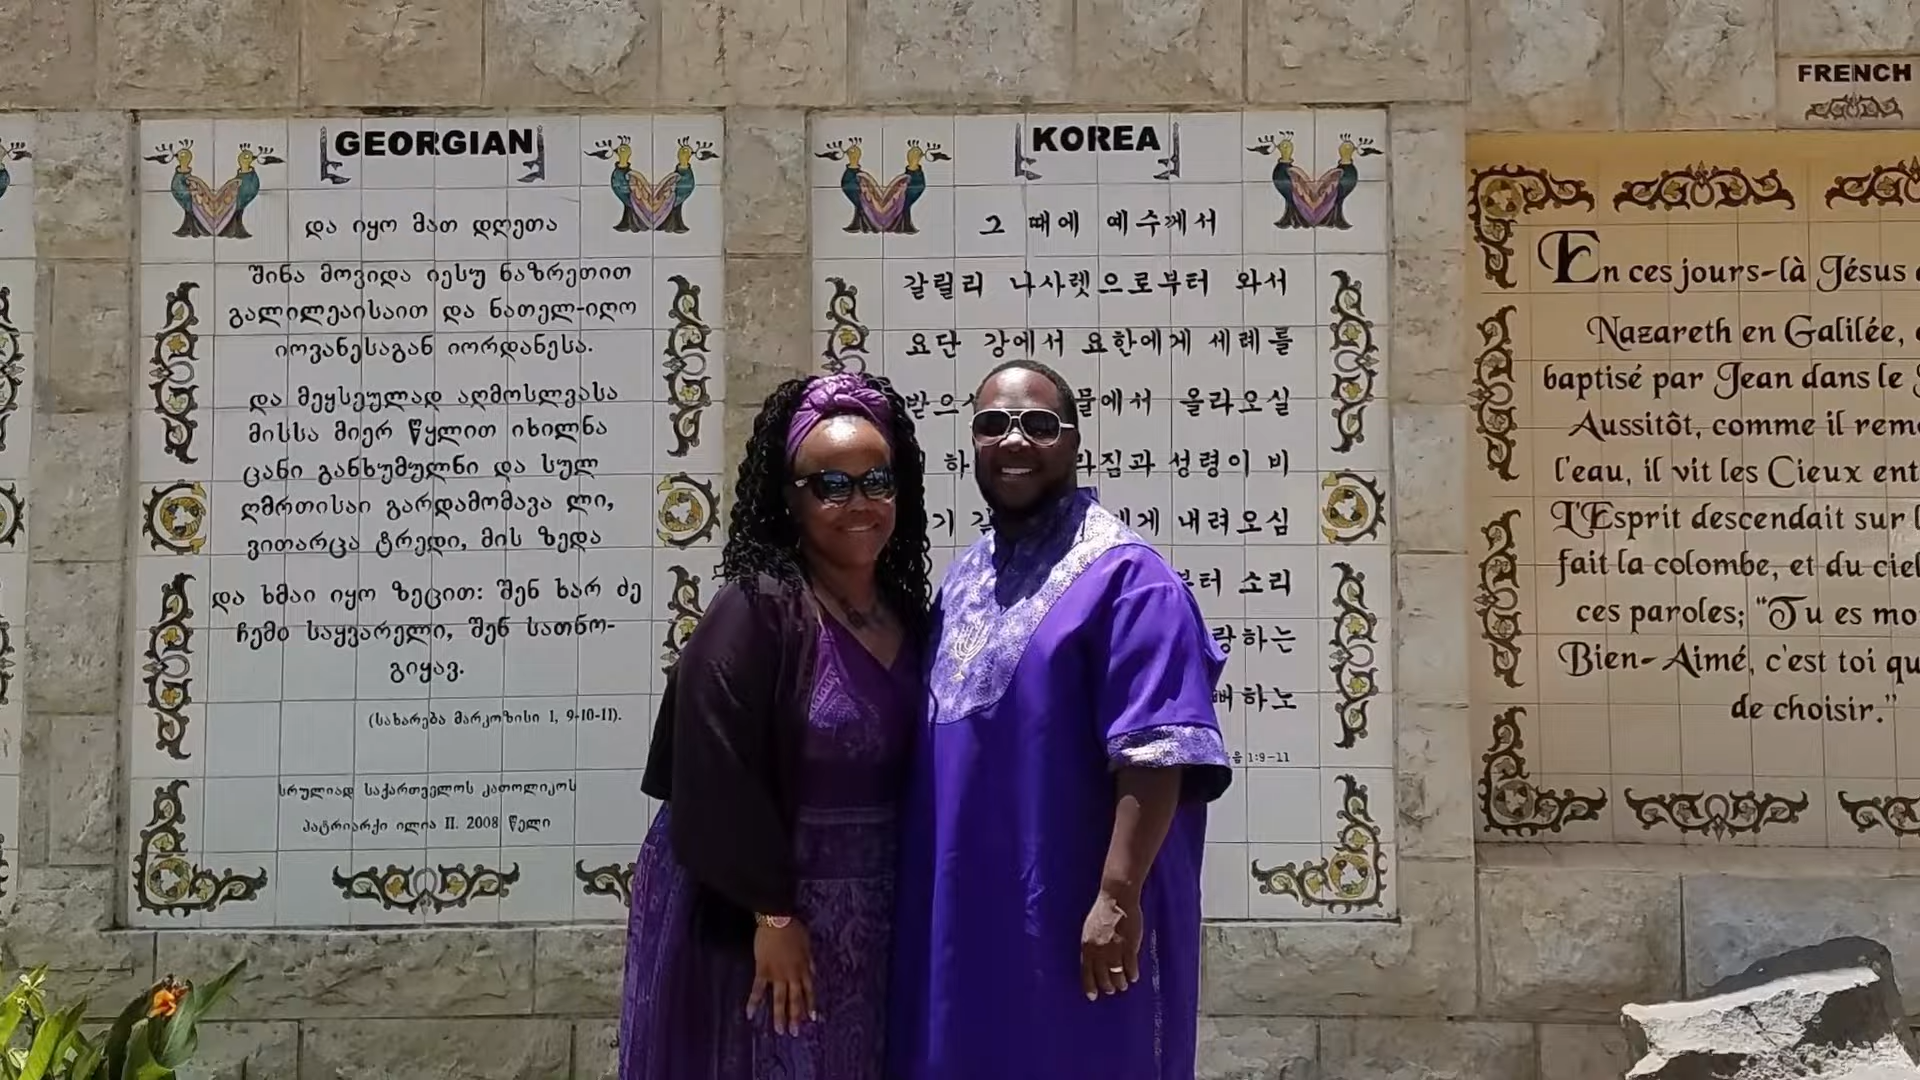 GEORGIAN
და იყო მათ დღეთა
შინა მოვიდა იესუ ნაზრეთით
გალილეაისაით და ნათელ-იღო
იოვანესაგან იორდანესა.
და მეყსეულად აღმოსლვასა
მისსა მიერ წყლით იხილნა
ცანი განხუმულნი და სულ
ღმრთისაი გარდამომავა ლი,
ვითარცა ტრედი, მის ზედა
და ხმაი იყო ზეცით: შენ ხარ ძე
ჩემი საყვარელი, შენ სათნო-
გიყავ.
(სახარება მარკოზისი 1, 9-10-11).
სრულიად საქართველოს კათოლიკოს
პატრიარქი ილია II. 2008 წელი
KOREA
그 때에 예수께서
갈릴리 나사렛으로부터 와서
요단 강에서 요한에게 세례를
물에서 올라오실
성령이 비
내려오심
소리
하는
하노
1:9-11
FRENCH
En ces jours-là Jésus
Nazareth en Galilée,
baptisé par Jean dans le
Aussitôt, comme il
l'eau, il vit les Cieux
L'Esprit descendait sur
fait la colombe, et du ciel
ces paroles; "Tu es
Bien-Aimé, c'est toi
de choisir."